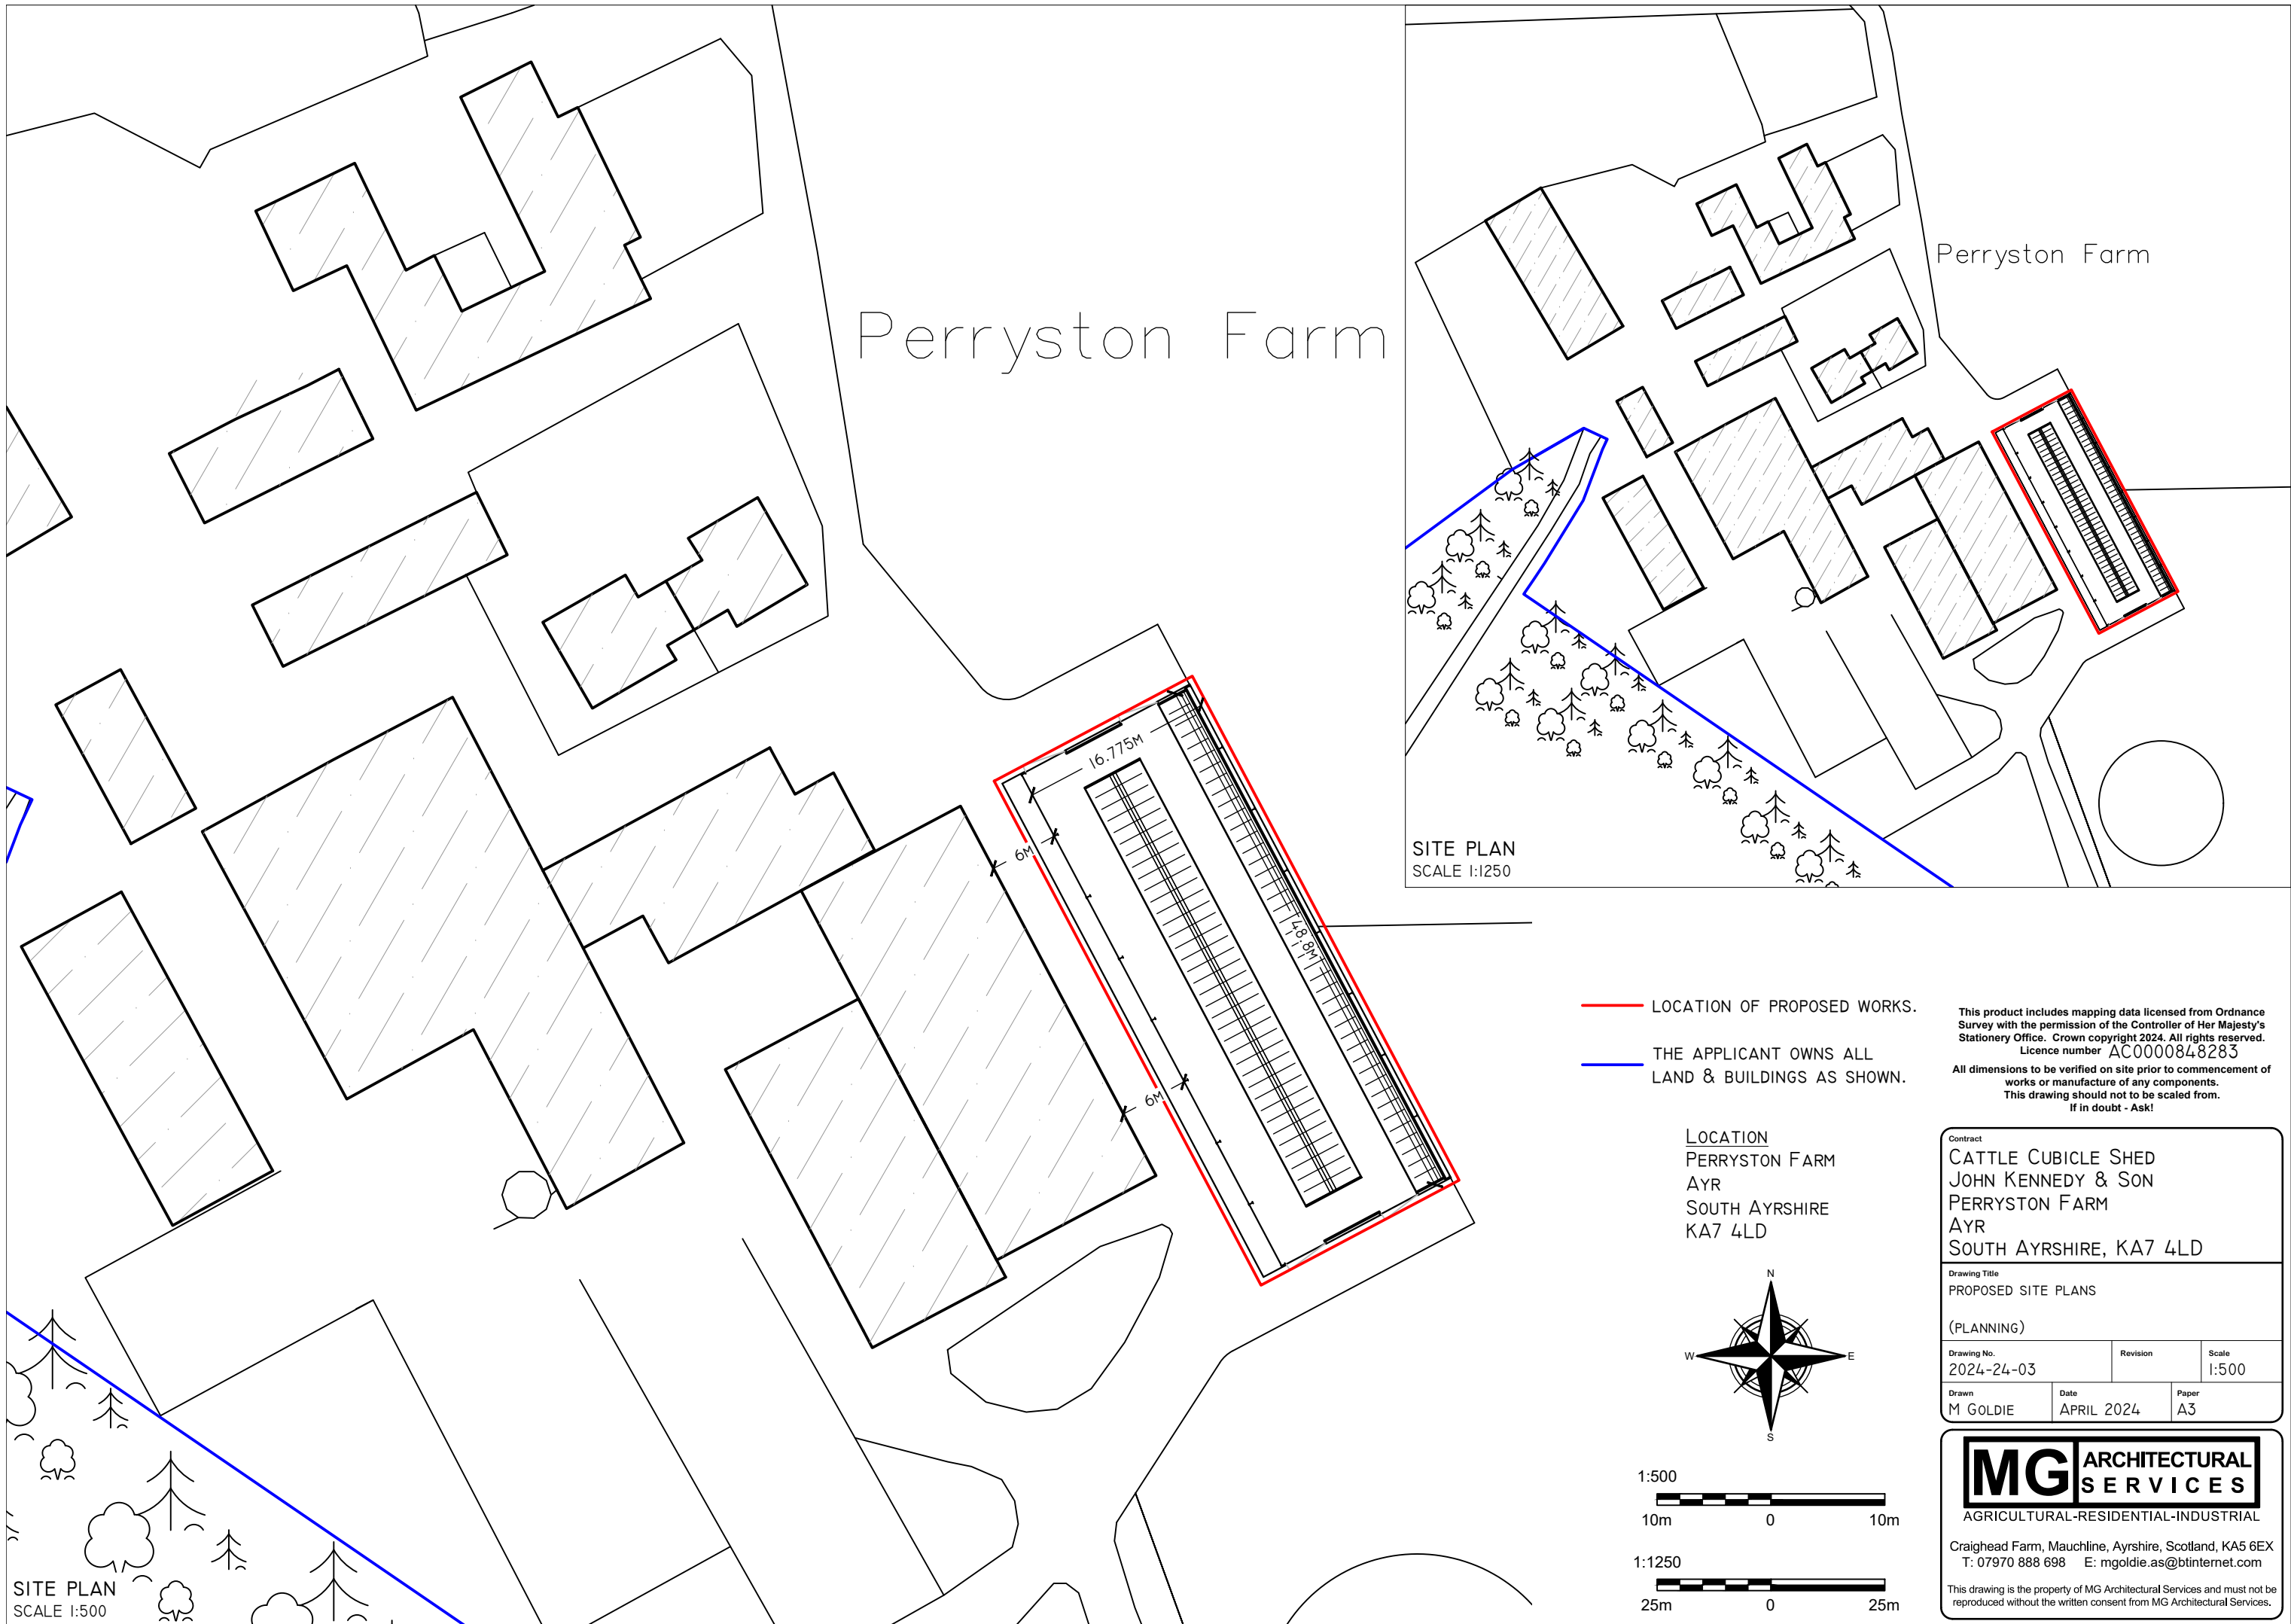 Perryston Farm
16.775M
6M
6M
48.8M
SITE PLAN
SCALE 1:500
Perryston Farm
SITE PLAN
SCALE 1:1250
LOCATION OF PROPOSED WORKS.
THE APPLICANT OWNS ALL
LAND & BUILDINGS AS SHOWN.
LOCATION
PERRYSTON FARM
AYR
SOUTH AYRSHIRE
KA7 4LD
N
W
E
S
1:500
10m 0 10m
1:1250
25m 0 25m
This product includes mapping data licensed from Ordnance
Survey with the permission of the Controller of Her Majesty's
Stationery Office. Crown copyright 2024. All rights reserved.
Licence number AC0000848283
All dimensions to be verified on site prior to commencement of
works or manufacture of any components.
This drawing should not to be scaled from.
If in doubt - Ask!
Contract
CATTLE CUBICLE SHED
JOHN KENNEDY & SON
PERRYSTON FARM
AYR
SOUTH AYRSHIRE, KA7 4LD
Drawing Title
PROPOSED SITE PLANS
(PLANNING)
Drawing No. Revision Scale
2024-24-03 1:500
Drawn Date Paper
M GOLDIE APRIL 2024 A3
MG ARCHITECTURAL
SERVICES
AGRICULTURAL-RESIDENTIAL-INDUSTRIAL
Craighead Farm, Mauchline, Ayrshire, Scotland, KA5 6EX
T: 07970 888 698 E: mgoldie.as@btinternet.com
This drawing is the property of MG Architectural Services and must not be
reproduced without the written consent from MG Architectural Services.